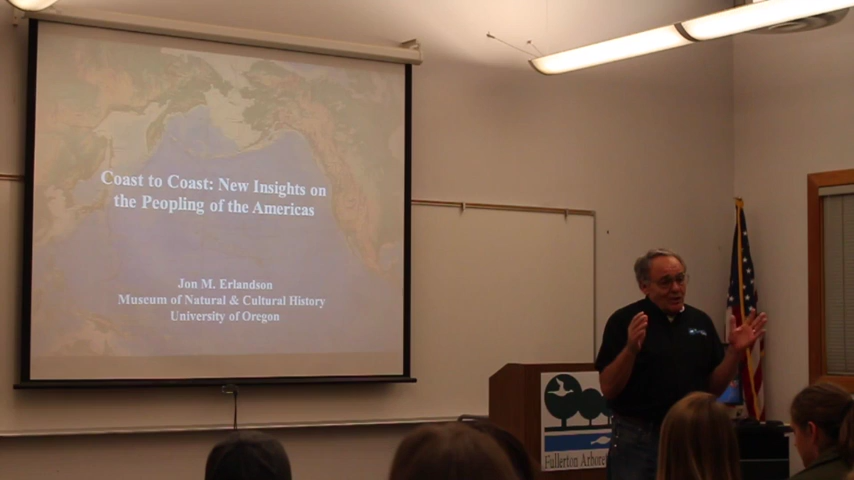 Coast to Coast: New Insights on
the Peopling of the Americas
Jon M. Erlandson
Museum of Natural & Cultural History
University of Oregon
Fullerton